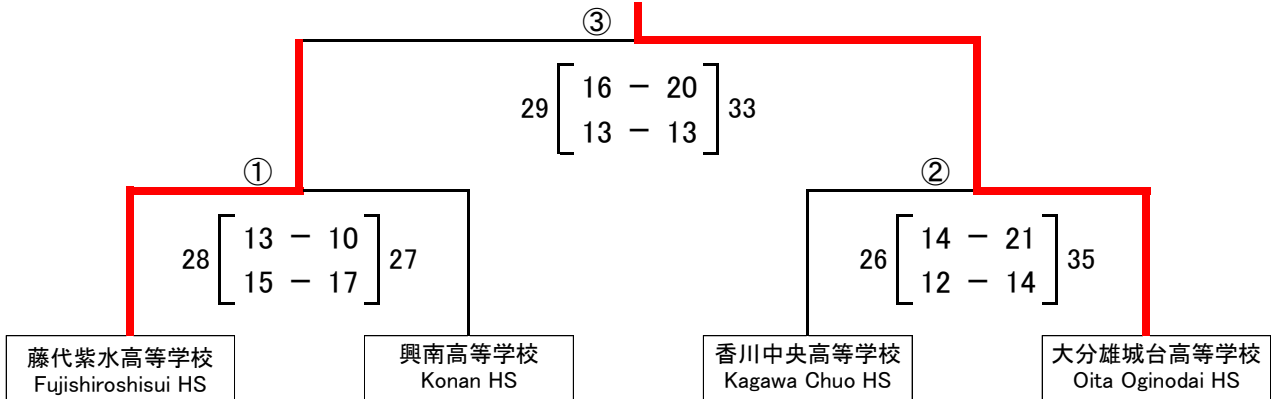 ③
29 16 － 20 33
13 － 13
① ②
28 13 － 10 27
15 － 17
26 14 － 21 35
12 － 14
藤代紫水高等学校
Fujishiroshisui HS
興南高等学校
Konan HS
香川中央高等学校
Kagawa Chuo HS
大分雄城台高等学校
Oita Oginodai HS